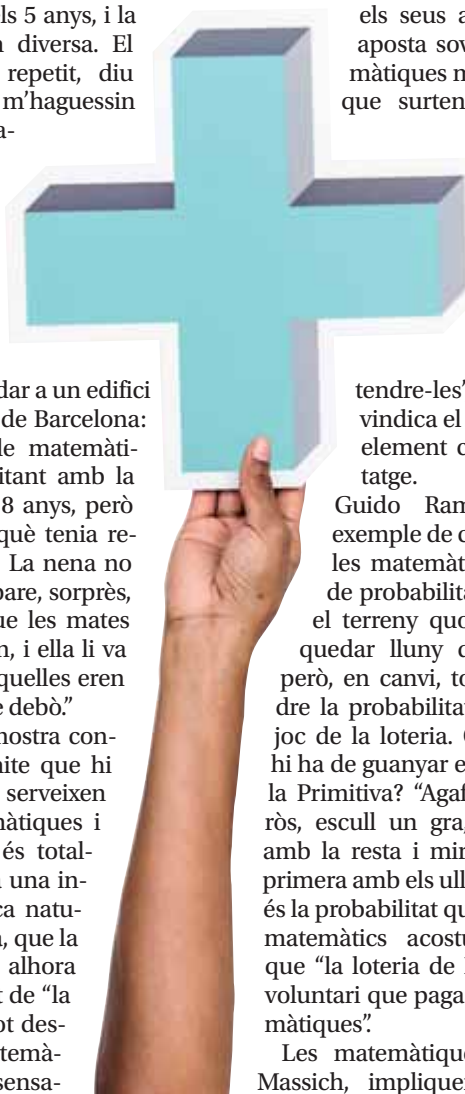 ls 5 anys, i la
n diversa. El
repetit, diu
m'haguessin
a-
dar a un edifici
de Barcelona:
le matemàti-
itant amb la
8 anys, però
què tenia re-
La nena no
pare, sorprès,
ue les mates
n, i ella li va
quelles eren
e debò."
mostra con-
nite que hi
serveixen
màtiques i
és total-
a una in-
ca natu-
a, que la
alhora
t de "la
ot des-
temà-
sensa-
els seus a
aposta sov
màtiques n
que surten
tendre-les"
vindica el
element c
tatge.
Guido Ram
exemple de c
les matemàt
de probabilita
el terreny quo
quedar lluny d
però, en canvi, to
dre la probabilitat
joc de la loteria. Q
hi ha de guanyar e
la Primitiva? "Agaf
ròs, escull un gra,
amb la resta i mir
primera amb els ull
és la probabilitat qu
matemàtics acostu
que "la loteria de l
voluntari que paga
màtiques".
Les matemàtique
Massich, implique